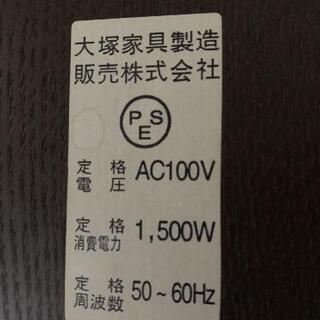 大塚家具製造
販売株式会社
PSE
定格電圧 AC100V
定格消費電力 1,500W
定格周波数 50~60Hz